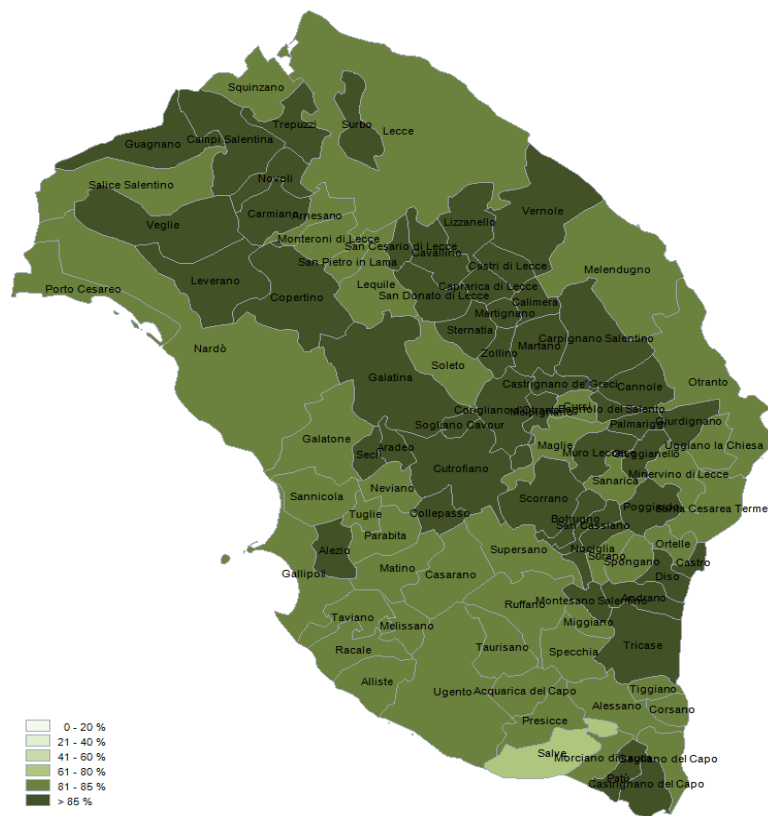 Squinzano
Trepuzzi
Surbo
Lecce
Campi Salentina
Guagnano
Novoli
Salice Salentino
Vernole
Carmiano
Arnesano
Lizzanello
Veglie
Monteroni di Lecce
San Cesario di Lecce
Cavallino
San Pietro in Lama
Castri di Lecce
Melendugno
Leverano
Lequile
Caprarica di Lecce
Porto Cesareo
Copertino
San Donato di Lecce
Calimera
Martignano
Sternatia
Carpignano Salentino
Nardò
Martano
Zollino
Soleto
Galatina
Otranto
Castrignano de' Greci
Cannole
Cursi
Giurdignano
Sogliano Cavour
Palmariggi
Galatone
Maglie
Uggiano la Chiesa
Aradeo
Muro Leccese
Secli
Cutrofiano
Minervino di Lecce
Neviano
Sanarica
Sannicola
Scorrano
Poggiardo
Santa Cesarea Terme
Tuglie
Collepasso
Botrugno
San Cassiano
Parabita
Ortelle
Alezio
Supersano
Nociglia
Surano
Spongano
Castro
Gallipoli
Matino
Casarano
Diso
Ruffano
Montesano Salentino
Andrano
Taviano
Melissano
Miggiano
Racale
Taurisano
Specchia
Tricase
Alliste
Ugento
Acquarica del Capo
Tiggiano
Alessano
Corsano
Presicce
Salve
Gagliano del Capo
Patù
Castrignano del Capo
0 - 20 %
21 - 40 %
41 - 60 %
61 - 80 %
81 - 85 %
> 85 %